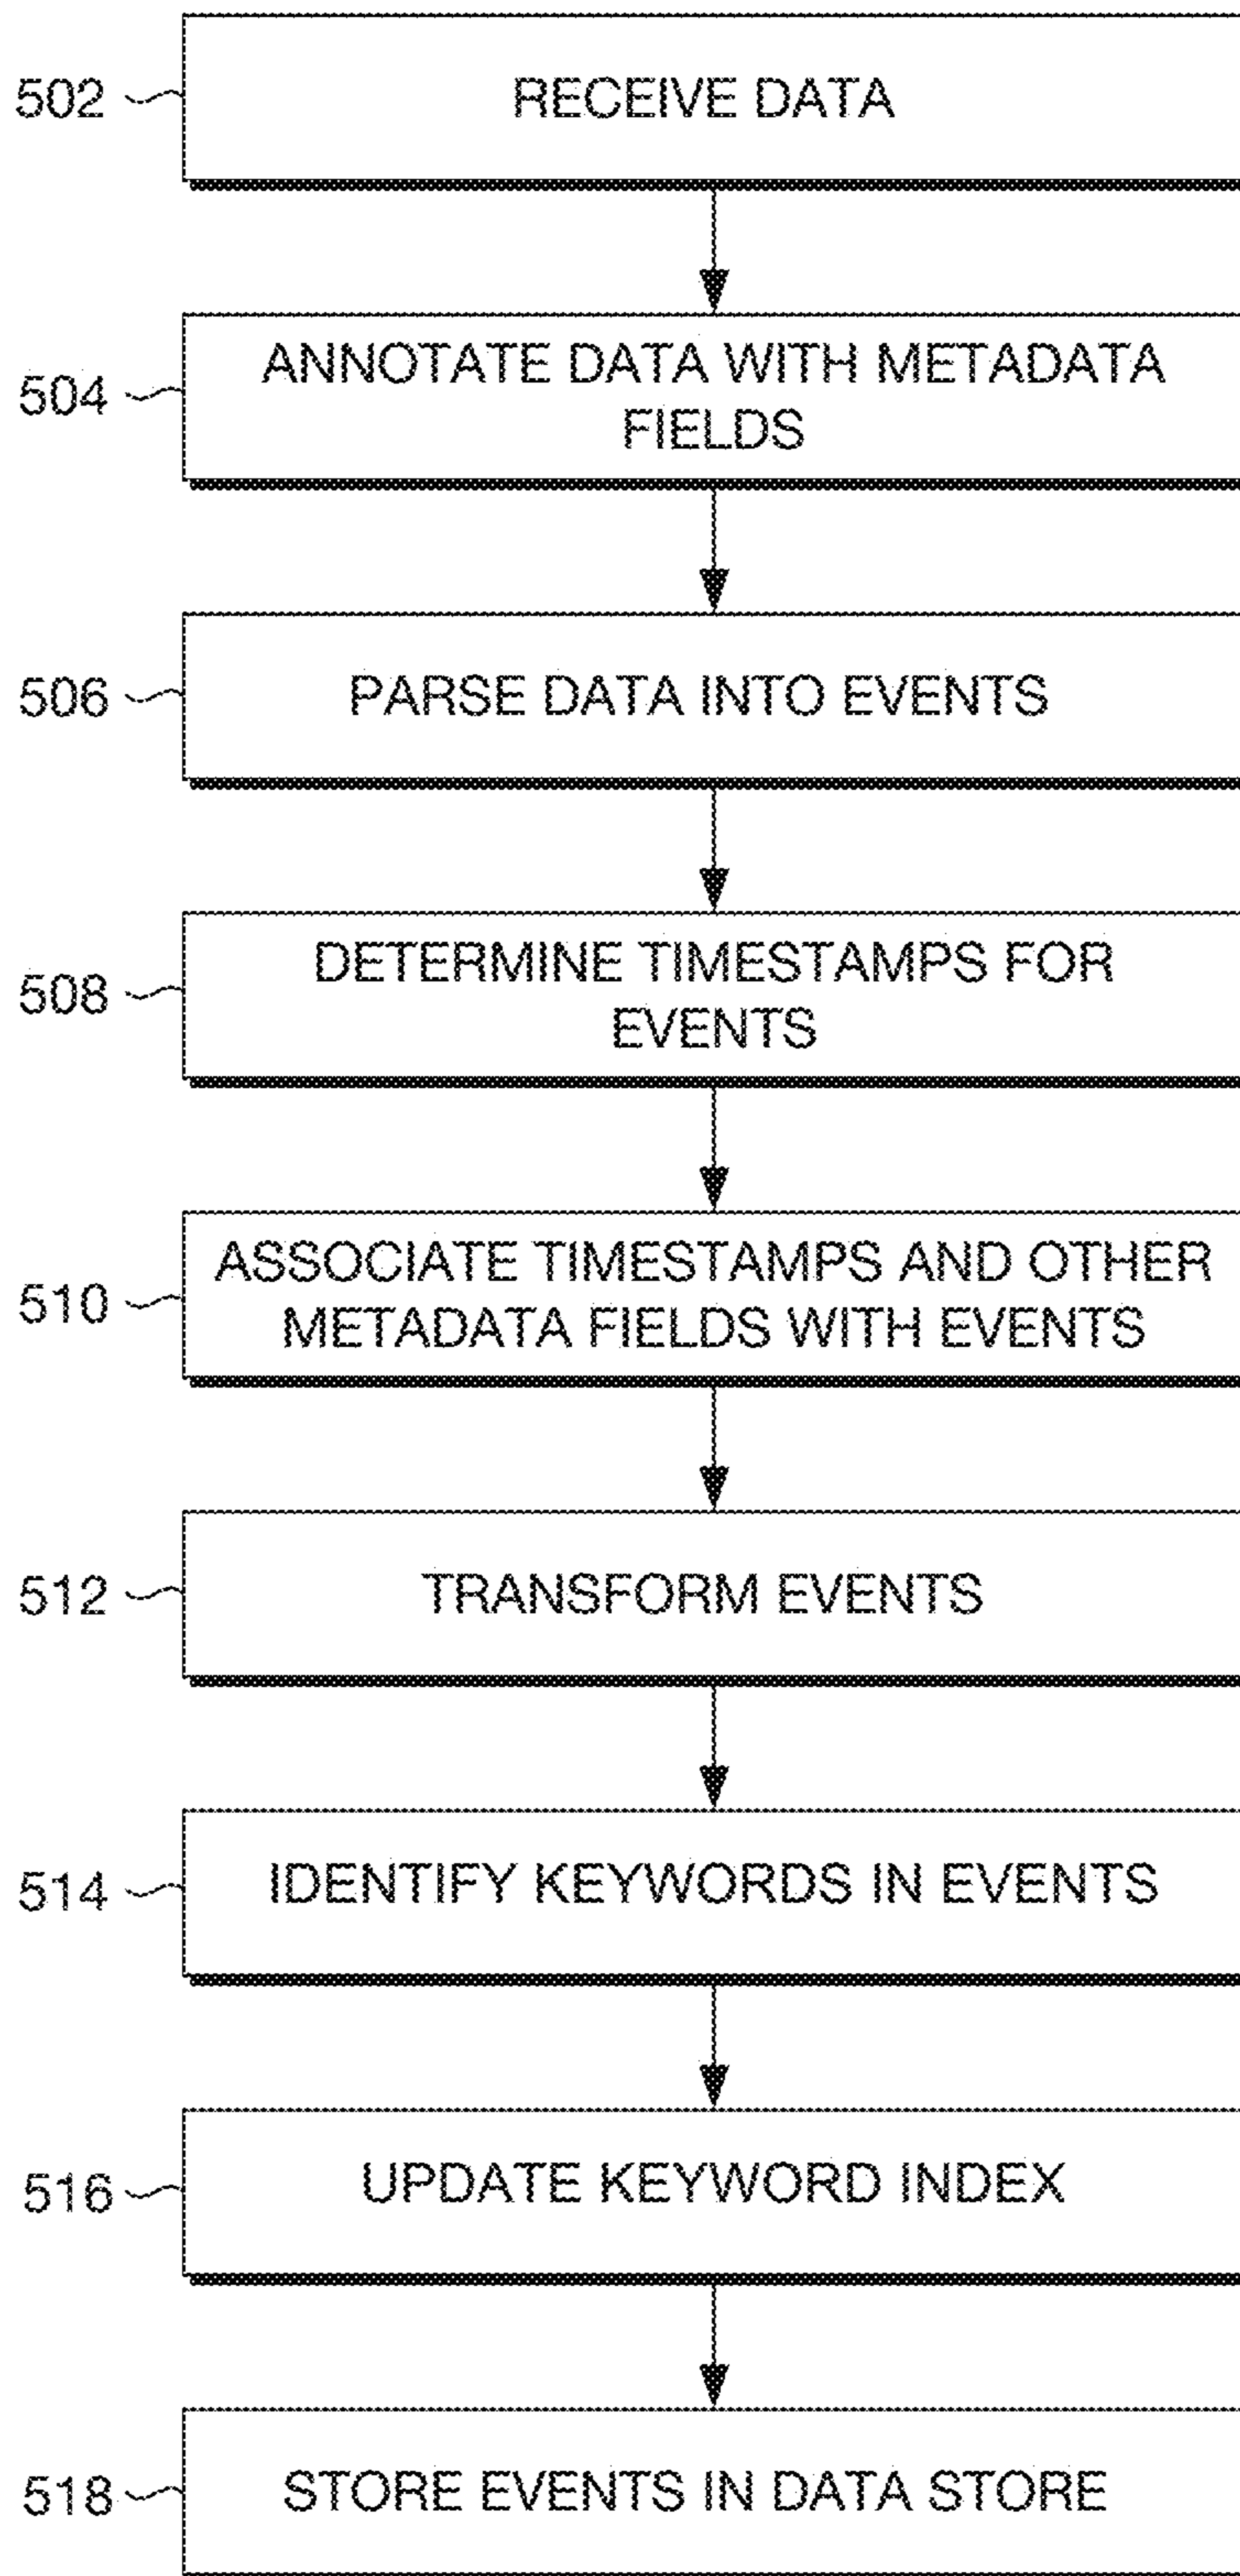 502
RECEIVE DATA
504
ANNOTATE DATA WITH METADATA
FIELDS
506
PARSE DATA INTO EVENTS
508
DETERMINE TIMESTAMPS FOR
EVENTS
510
ASSOCIATE TIMESTAMPS AND OTHER
METADATA FIELDS WITH EVENTS
512
TRANSFORM EVENTS
514
IDENTIFY KEYWORDS IN EVENTS
516
UPDATE KEYWORD INDEX
518
STORE EVENTS IN DATA STORE